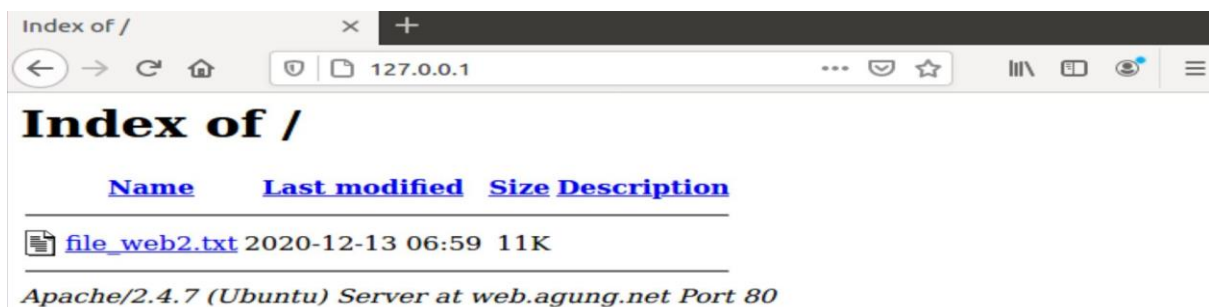 Index of /
127.0.0.1
Index of /
Name Last modified Size Description
file_web2.txt 2020-12-13 06:59 11K
Apache/2.4.7 (Ubuntu) Server at web.agung.net Port 80